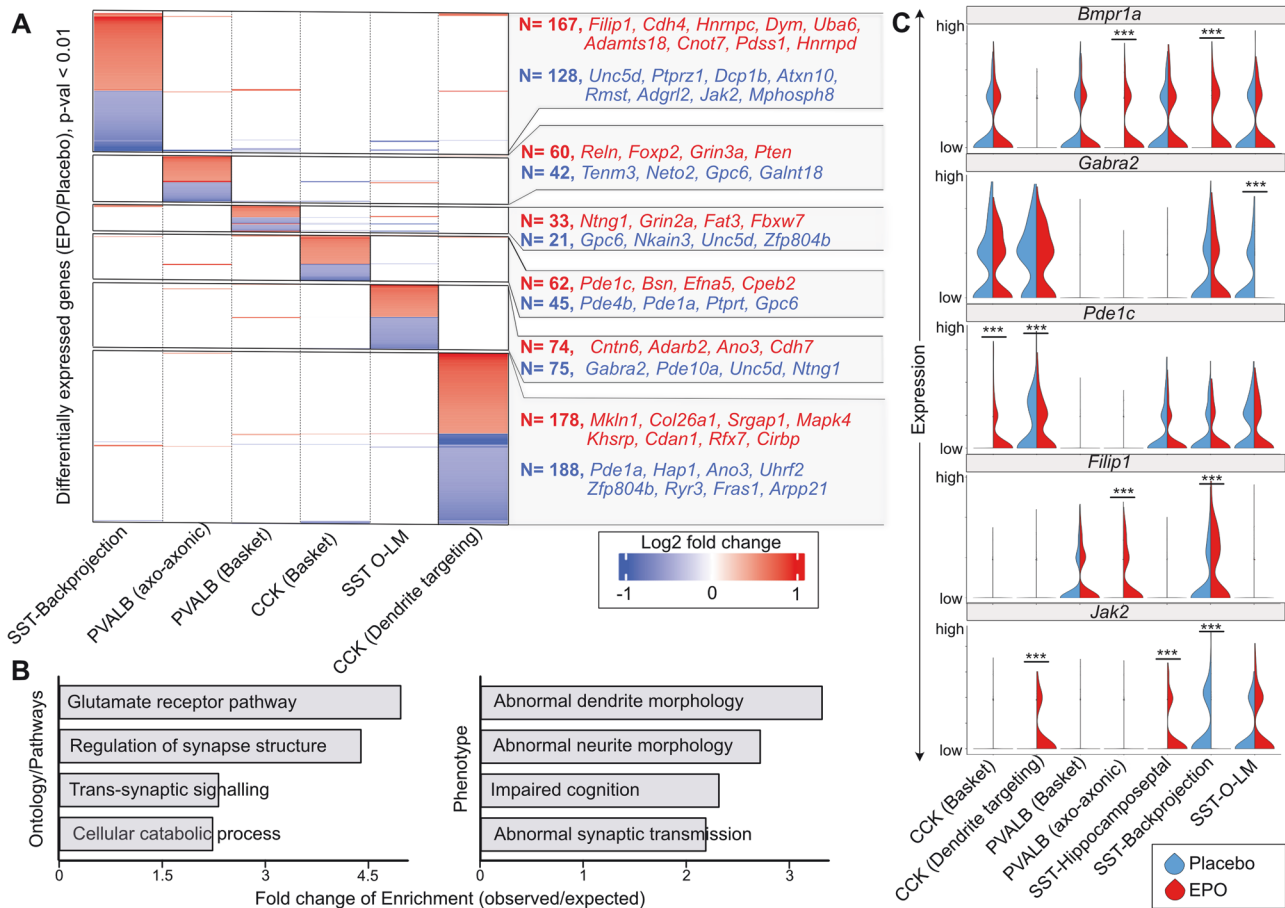 A
Differentially expressed genes (EPO/Placebo), p-val < 0.01
N= 167, Filip1, Cdh4, Hnrnpc, Dym, Uba6,
Adamts18, Cnot7, Pdss1, Hnrnpd
N= 128, Unc5d, Ptprz1, Dcp1b, Atxn10,
Rmst, Adgrl2, Jak2, Mphosph8
N= 60, Reln, Foxp2, Grin3a, Pten
N= 42, Tenm3, Neto2, Gpc6, Galnt18
N= 33, Ntng1, Grin2a, Fat3, Fbxw7
N= 21, Gpc6, Nkain3, Unc5d, Zfp804b
N= 62, Pde1c, Bsn, Efna5, Cpeb2
N= 45, Pde4b, Pde1a, Ptprt, Gpc6
N= 74, Cntn6, Adarb2, Ano3, Cdh7
N= 75, Gabra2, Pde10a, Unc5d, Ntng1
N= 178, Mkln1, Col26a1, Srgap1, Mapk4
Khsrp, Cdan1, Rfx7, Cirbp
N= 188, Pde1a, Hap1, Ano3, Uhrf2
Zfp804b, Ryr3, Fras1, Arpp21
SST-Backprojection
PVALB (axo-axonic)
PVALB (Basket)
CCK (Basket)
SST O-LM
CCK (Dendrite targeting)
Log2 fold change
-1 0 1
B
Ontology/Pathways
Glutamate receptor pathway
Regulation of synapse structure
Trans-synaptic signalling
Cellular catabolic process
0 1.5 3 4.5
Phenotype
Abnormal dendrite morphology
Abnormal neurite morphology
Impaired cognition
Abnormal synaptic transmission
0 1 2 3
Fold change of Enrichment (observed/expected)
C
Expression
Bmpr1a
high
*** ***
low
Gabra2
high
***
low
Pde1c
high
*** ***
low
Filip1
high
*** ***
low
Jak2
high
*** *** ***
low
CCK (Basket)
CCK (Dendrite targeting)
PVALB (Basket)
PVALB (axo-axonic)
SST-Hippocamposeptal
SST-Backprojection
SST-O-LM
Placebo
EPO